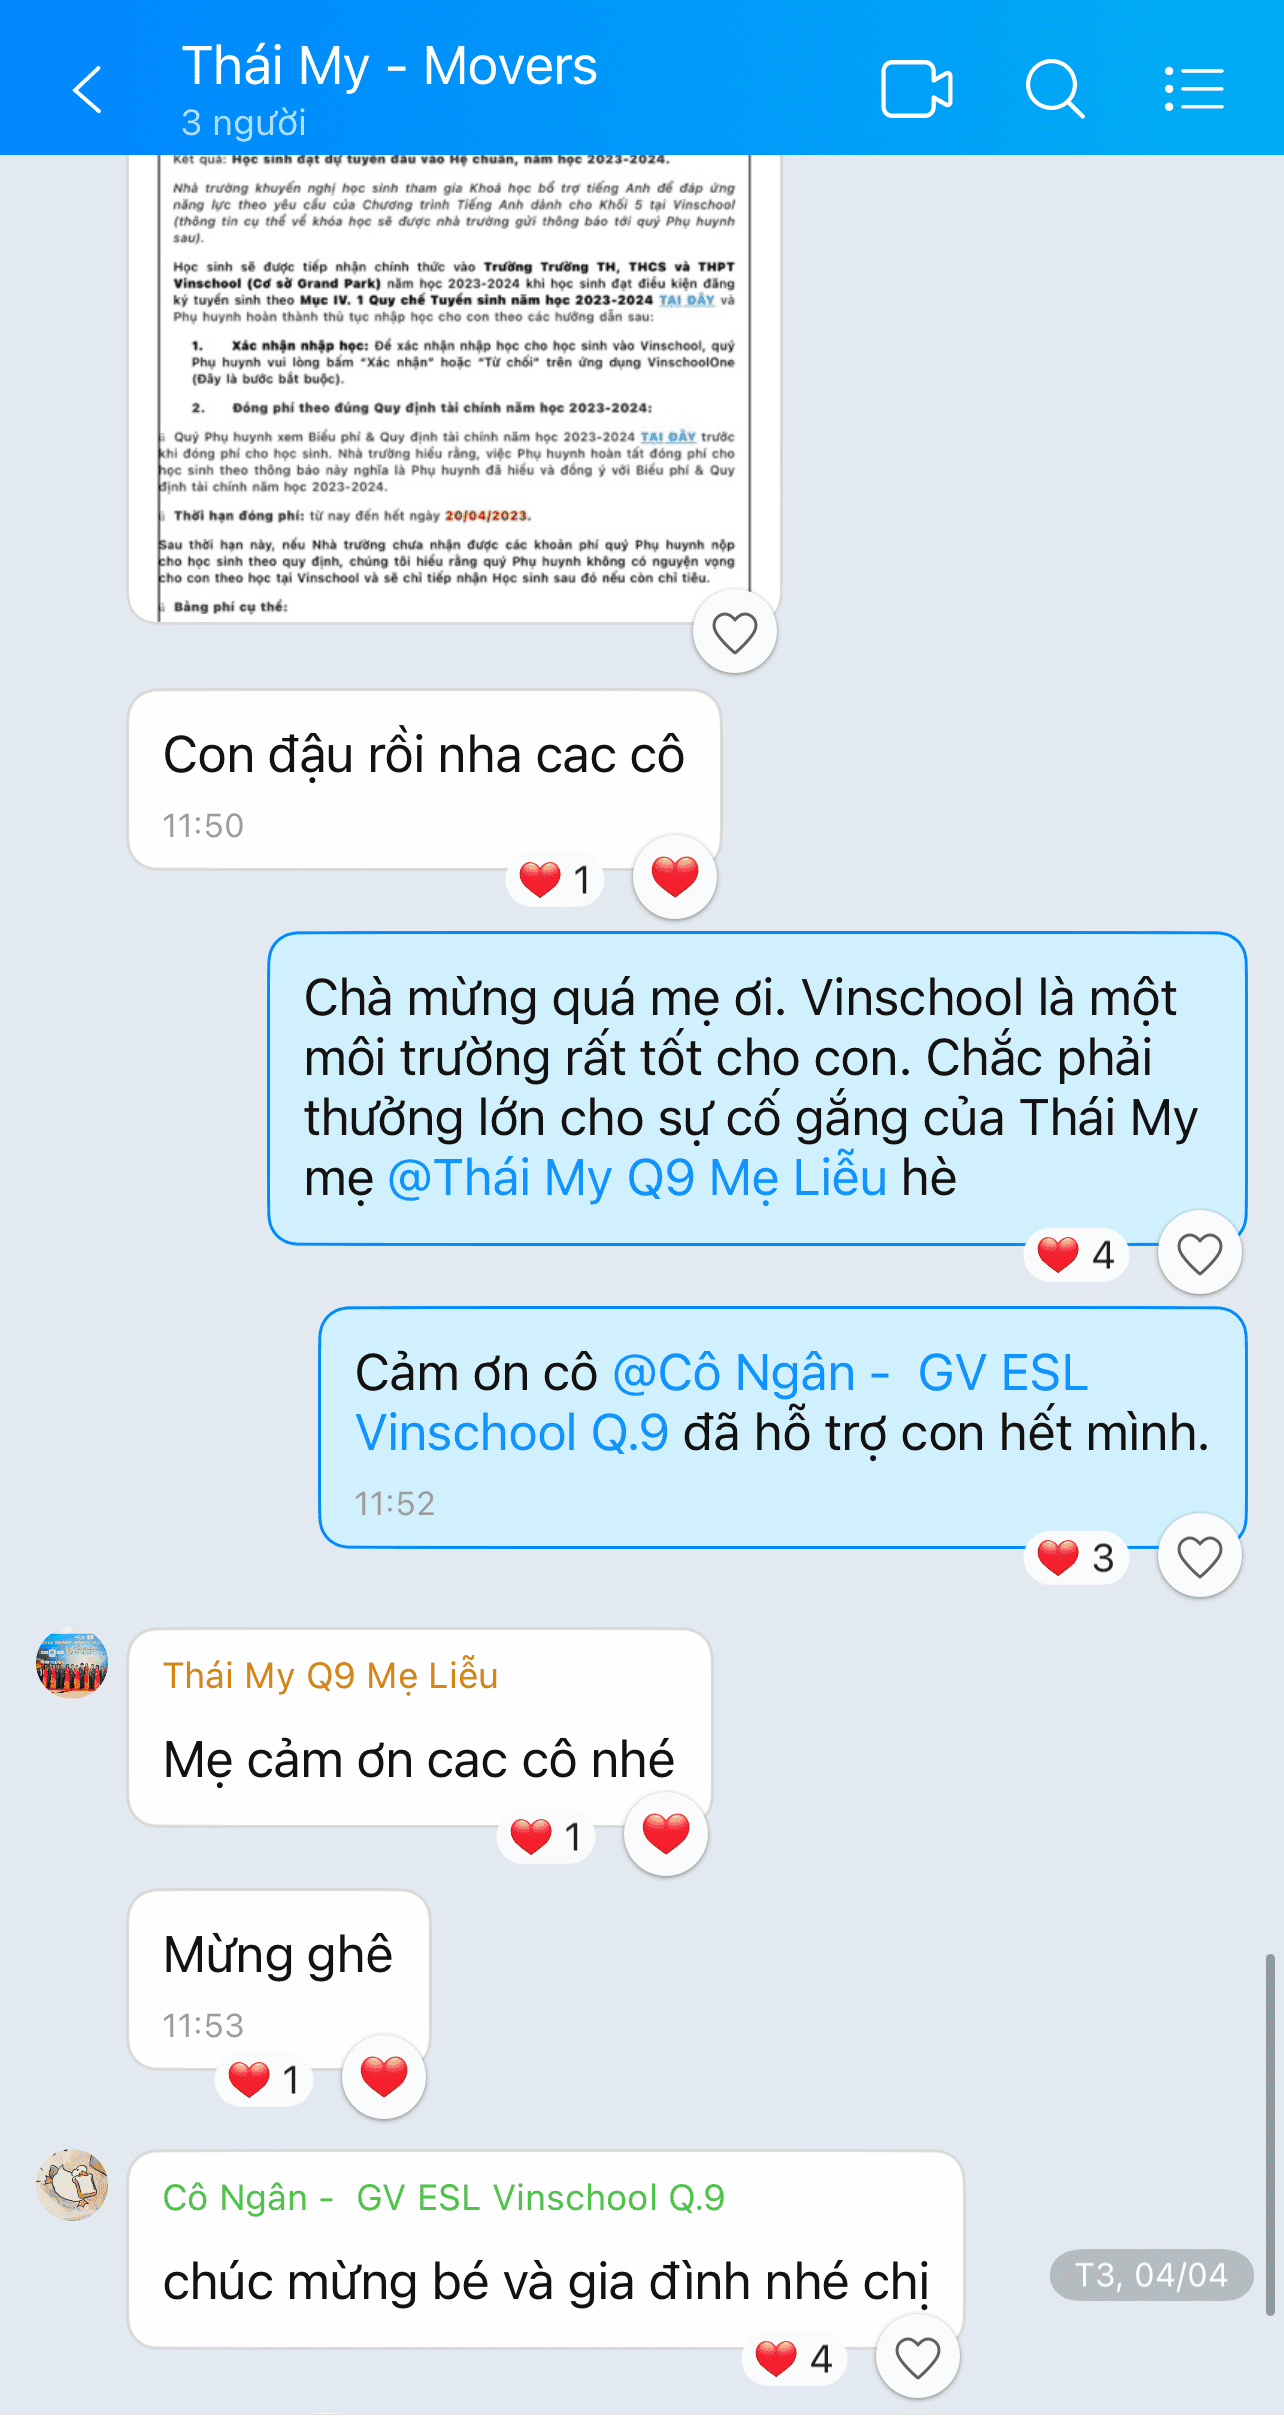 Thái My - Movers
3 người
Kết quả: Học sinh đạt dự tuyển đầu vào Hệ chuẩn, năm học 2023-2024.
Nhà trường khuyến nghị học sinh tham gia Khoá học bổ trợ tiếng Anh để đáp ứng
năng lực theo yêu cầu của Chương trình Tiếng Anh dành cho Khối 5 tại Vinschool
(thông tin cụ thể về khóa học sẽ được nhà trường gửi thông báo tới quý Phụ huynh
sau).
Học sinh sẽ được tiếp nhận chính thức vào Trường Trường TH, THCS và THPT
Vinschool (Cơ sở Grand Park) năm học 2023-2024 khi học sinh đạt điều kiện đăng
ký tuyển sinh theo Mục IV. 1 Quy chế Tuyển sinh năm học 2023-2024 TẠI ĐÂY và
Phụ huynh hoàn thành thủ tục nhập học cho con theo các hướng dẫn sau:
1. Xác nhận nhập học: Để xác nhận nhập học cho học sinh vào Vinschool, quý
Phụ huynh vui lòng bấm "Xác nhận" hoặc "Từ chối" trên ứng dụng VinschoolOne
(Đây là bước bắt buộc).
2. Đóng phí theo đúng Quy định tài chính năm học 2023-2024:
Quý Phụ huynh xem Biểu phí & Quy định tài chính năm học 2023-2024 TẠI ĐÂY trước
khi đóng phí cho học sinh. Nhà trường hiểu rằng, việc Phụ huynh hoàn tất đóng phí cho
học sinh theo thông báo này nghĩa là Phụ huynh đã hiểu và đồng ý với Biểu phí & Quy
định tài chính năm học 2023-2024.
Thời hạn đóng phí: từ nay đến hết ngày 20/04/2023.
Sau thời hạn này, nếu Nhà trường chưa nhận được các khoản phí quý Phụ huynh nộp
cho học sinh theo quy định, chúng tôi hiểu rằng quý Phụ huynh không có nguyện vọng
cho con theo học tại Vinschool và sẽ chỉ tiếp nhận Học sinh sau đó nếu còn chỉ tiêu.
Bảng phí cụ thể:
Con đậu rồi nha cac cô
11:50
1
Chà mừng quá mẹ ơi. Vinschool là một
môi trường rất tốt cho con. Chắc phải
thưởng lớn cho sự cố gắng của Thái My
mẹ @Thái My Q9 Mẹ Liễu hè
4
Cảm ơn cô @Cô Ngân - GV ESL
Vinschool Q.9 đã hỗ trợ con hết mình.
11:52
3
Thái My Q9 Mẹ Liễu
Mẹ cảm ơn cac cô nhé
1
Mừng ghê
11:53
1
Cô Ngân - GV ESL Vinschool Q.9
chúc mừng bé và gia đình nhé chị
T3, 04/04
4